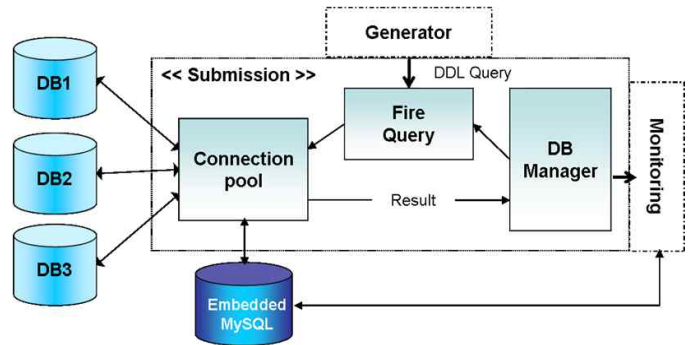 Generator
<< Submission >>
DDL Query
DB1
Fire
Query
DB
Manager
Monitoring
Connection
pool
DB2
Result
DB3
Embedded
MySQL